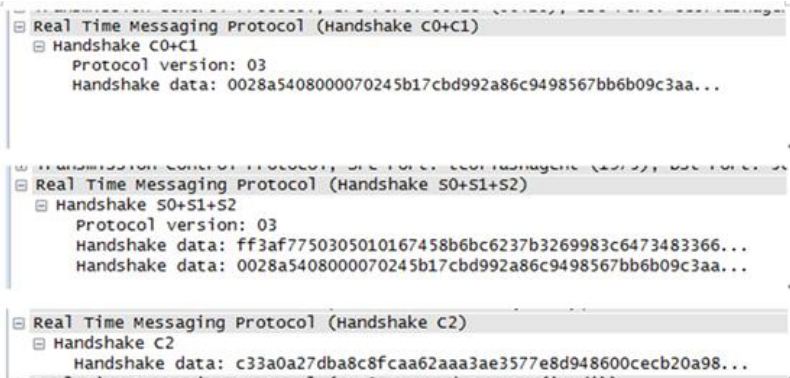 Real Time Messaging Protocol (Handshake C0+C1)
Handshake C0+C1
Protocol version: 03
Handshake data: 0028a5408000070245b17cbd992a86c9498567bb6b09c3aa...
Real Time Messaging Protocol (Handshake S0+S1+S2)
Handshake S0+S1+S2
Protocol version: 03
Handshake data: ff3af7750305010167458b6bc6237b3269983c6473483366...
Handshake data: 0028a5408000070245b17cbd992a86c9498567bb6b09c3aa...
Real Time Messaging Protocol (Handshake C2)
Handshake C2
Handshake data: c33a0a27dba8c8fcaa62aaa3ae3577e8d948600cecb20a98...